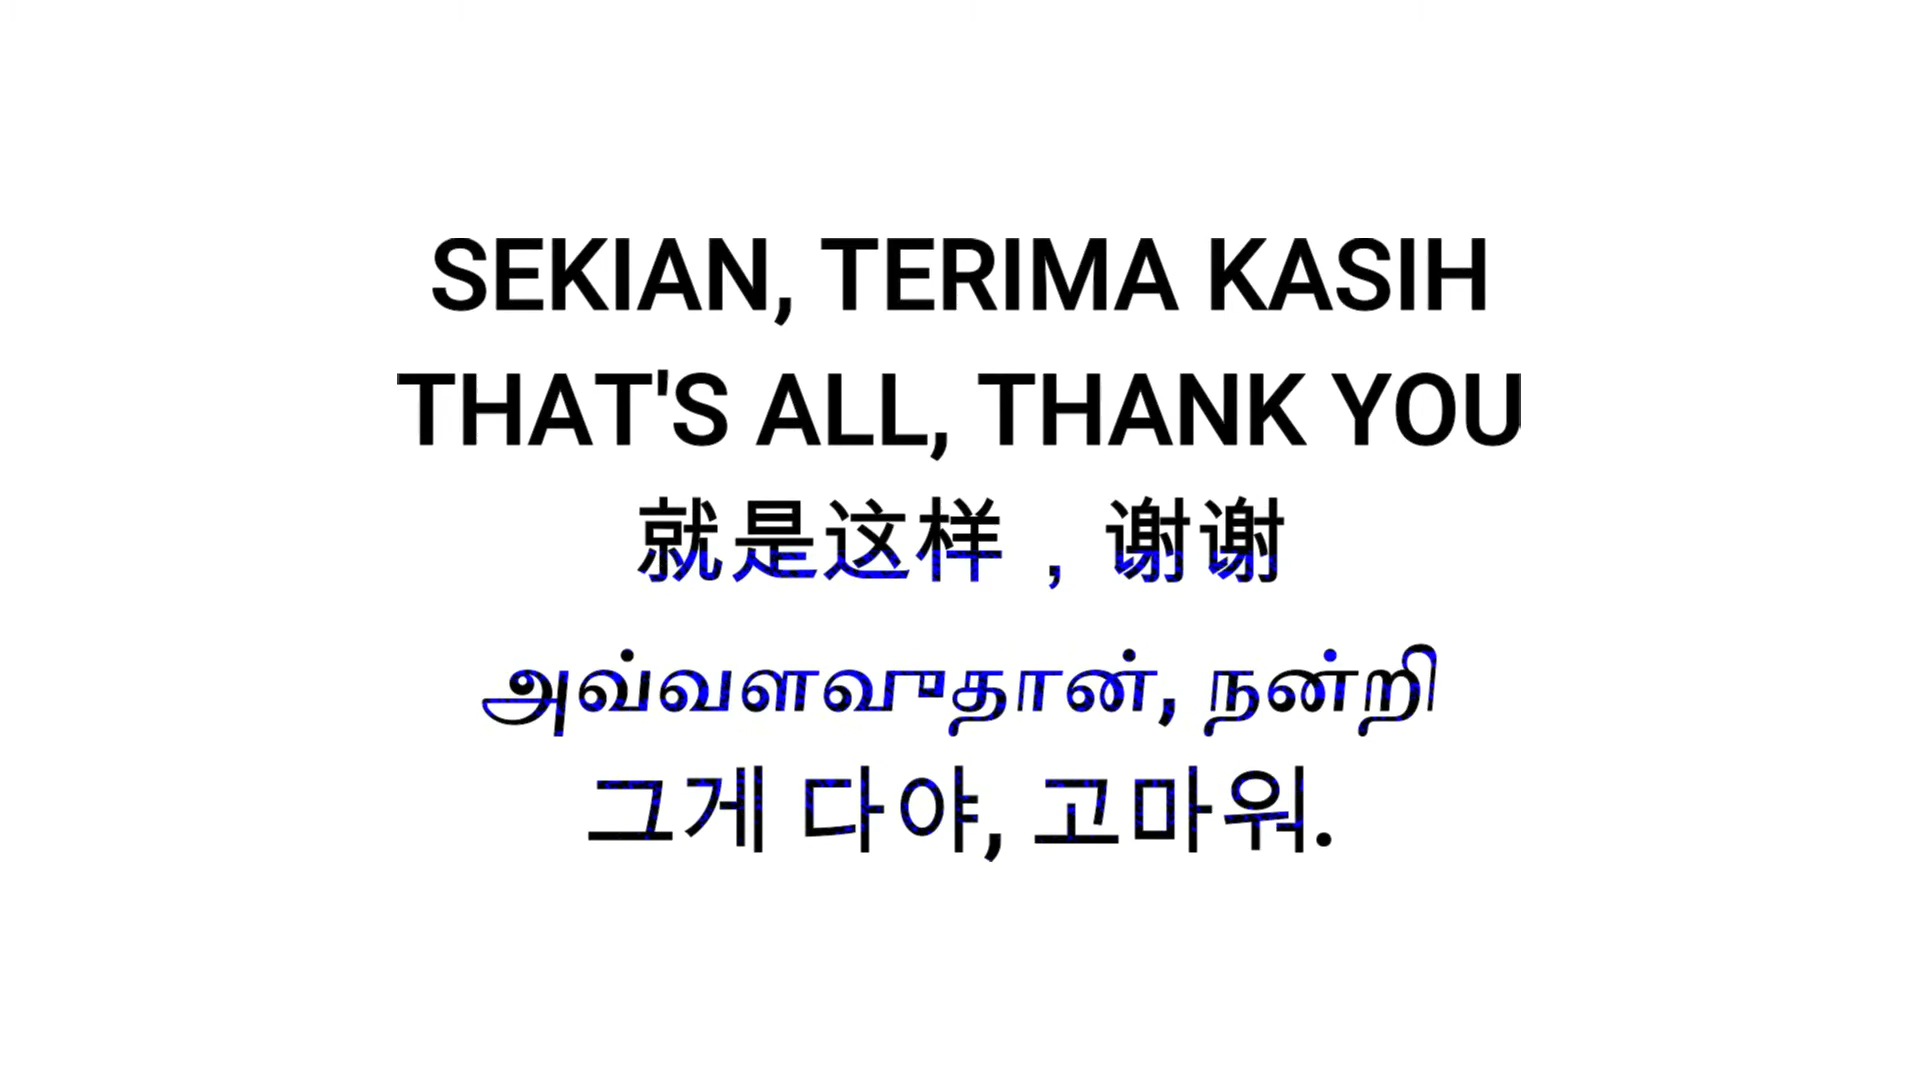 SEKIAN, TERIMA KASIH
THAT'S ALL, THANK YOU
就是这样，谢谢
அவ்வளவுதான், நன்றி
그게 다야, 고마워.